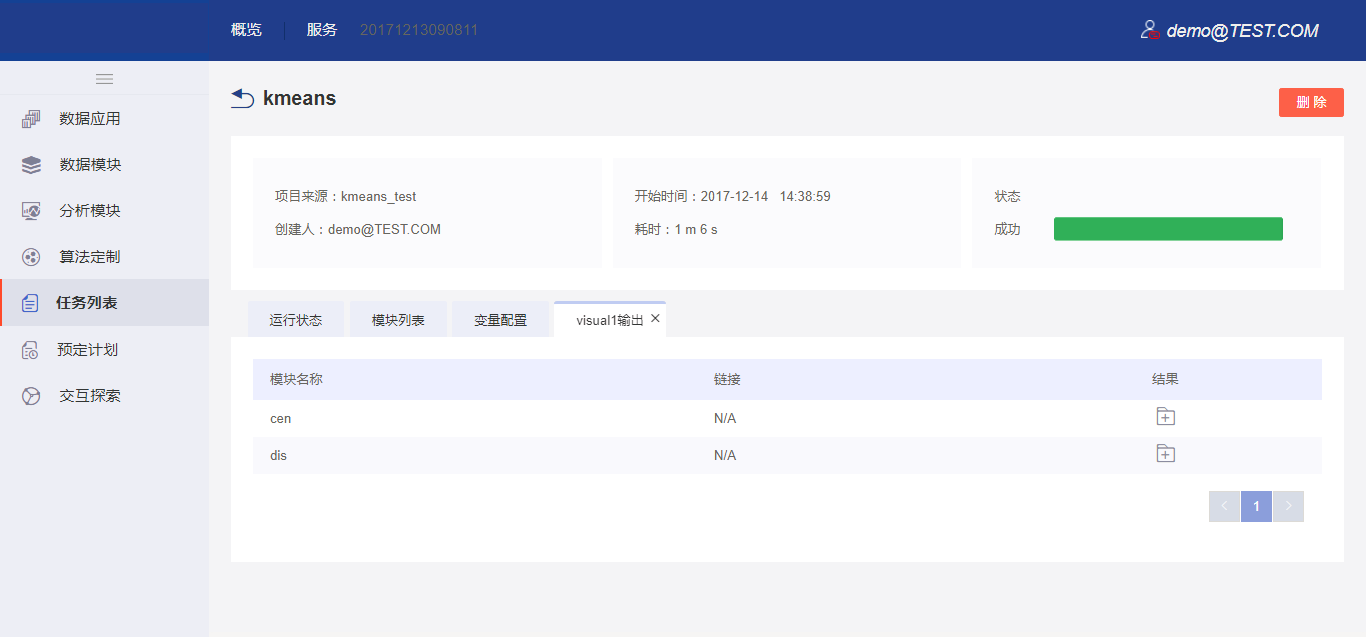 概览 服务 20171213090811 demo@TEST.COM
kmeans 删 除
数据应用
数据模块
分析模块
算法定制
任务列表
预定计划
交互探索
项目来源：kmeans_test
创建人：demo@TEST.COM
开始时间：2017-12-14 14:38:59
耗时：1 m 6 s
状态
成功
运行状态 模块列表 变量配置 visual1输出
模块名称 链接 结果
cen N/A
dis N/A
1